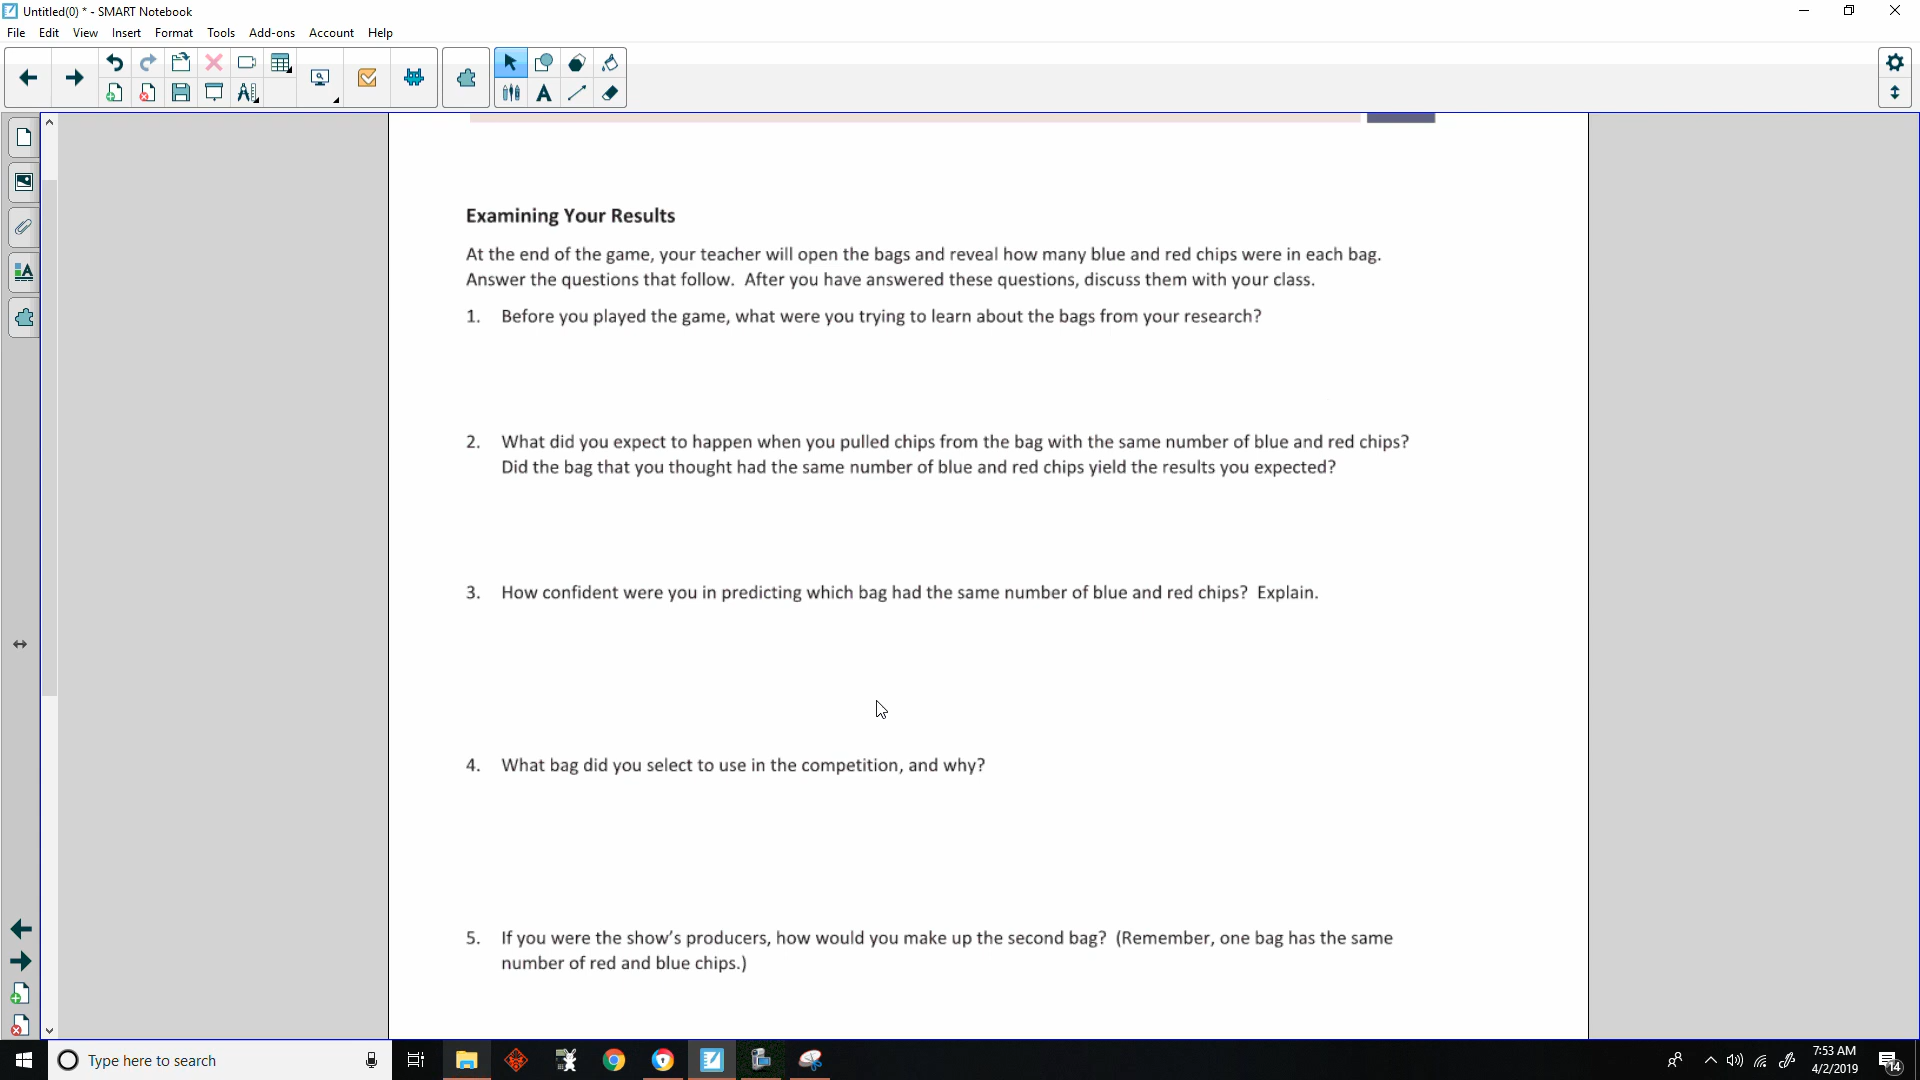 Untitled(0) * - SMART Notebook
File Edit View Insert Format Tools Add-ons Account Help
Examining Your Results
At the end of the game, your teacher will open the bags and reveal how many blue and red chips were in each bag.
Answer the questions that follow. After you have answered these questions, discuss them with your class.
1. Before you played the game, what were you trying to learn about the bags from your research?
2. What did you expect to happen when you pulled chips from the bag with the same number of blue and red chips?
Did the bag that you thought had the same number of blue and red chips yield the results you expected?
3. How confident were you in predicting which bag had the same number of blue and red chips? Explain.
4. What bag did you select to use in the competition, and why?
5. If you were the show's producers, how would you make up the second bag? (Remember, one bag has the same
number of red and blue chips.)
Type here to search
7:53 AM
4/2/2019
14